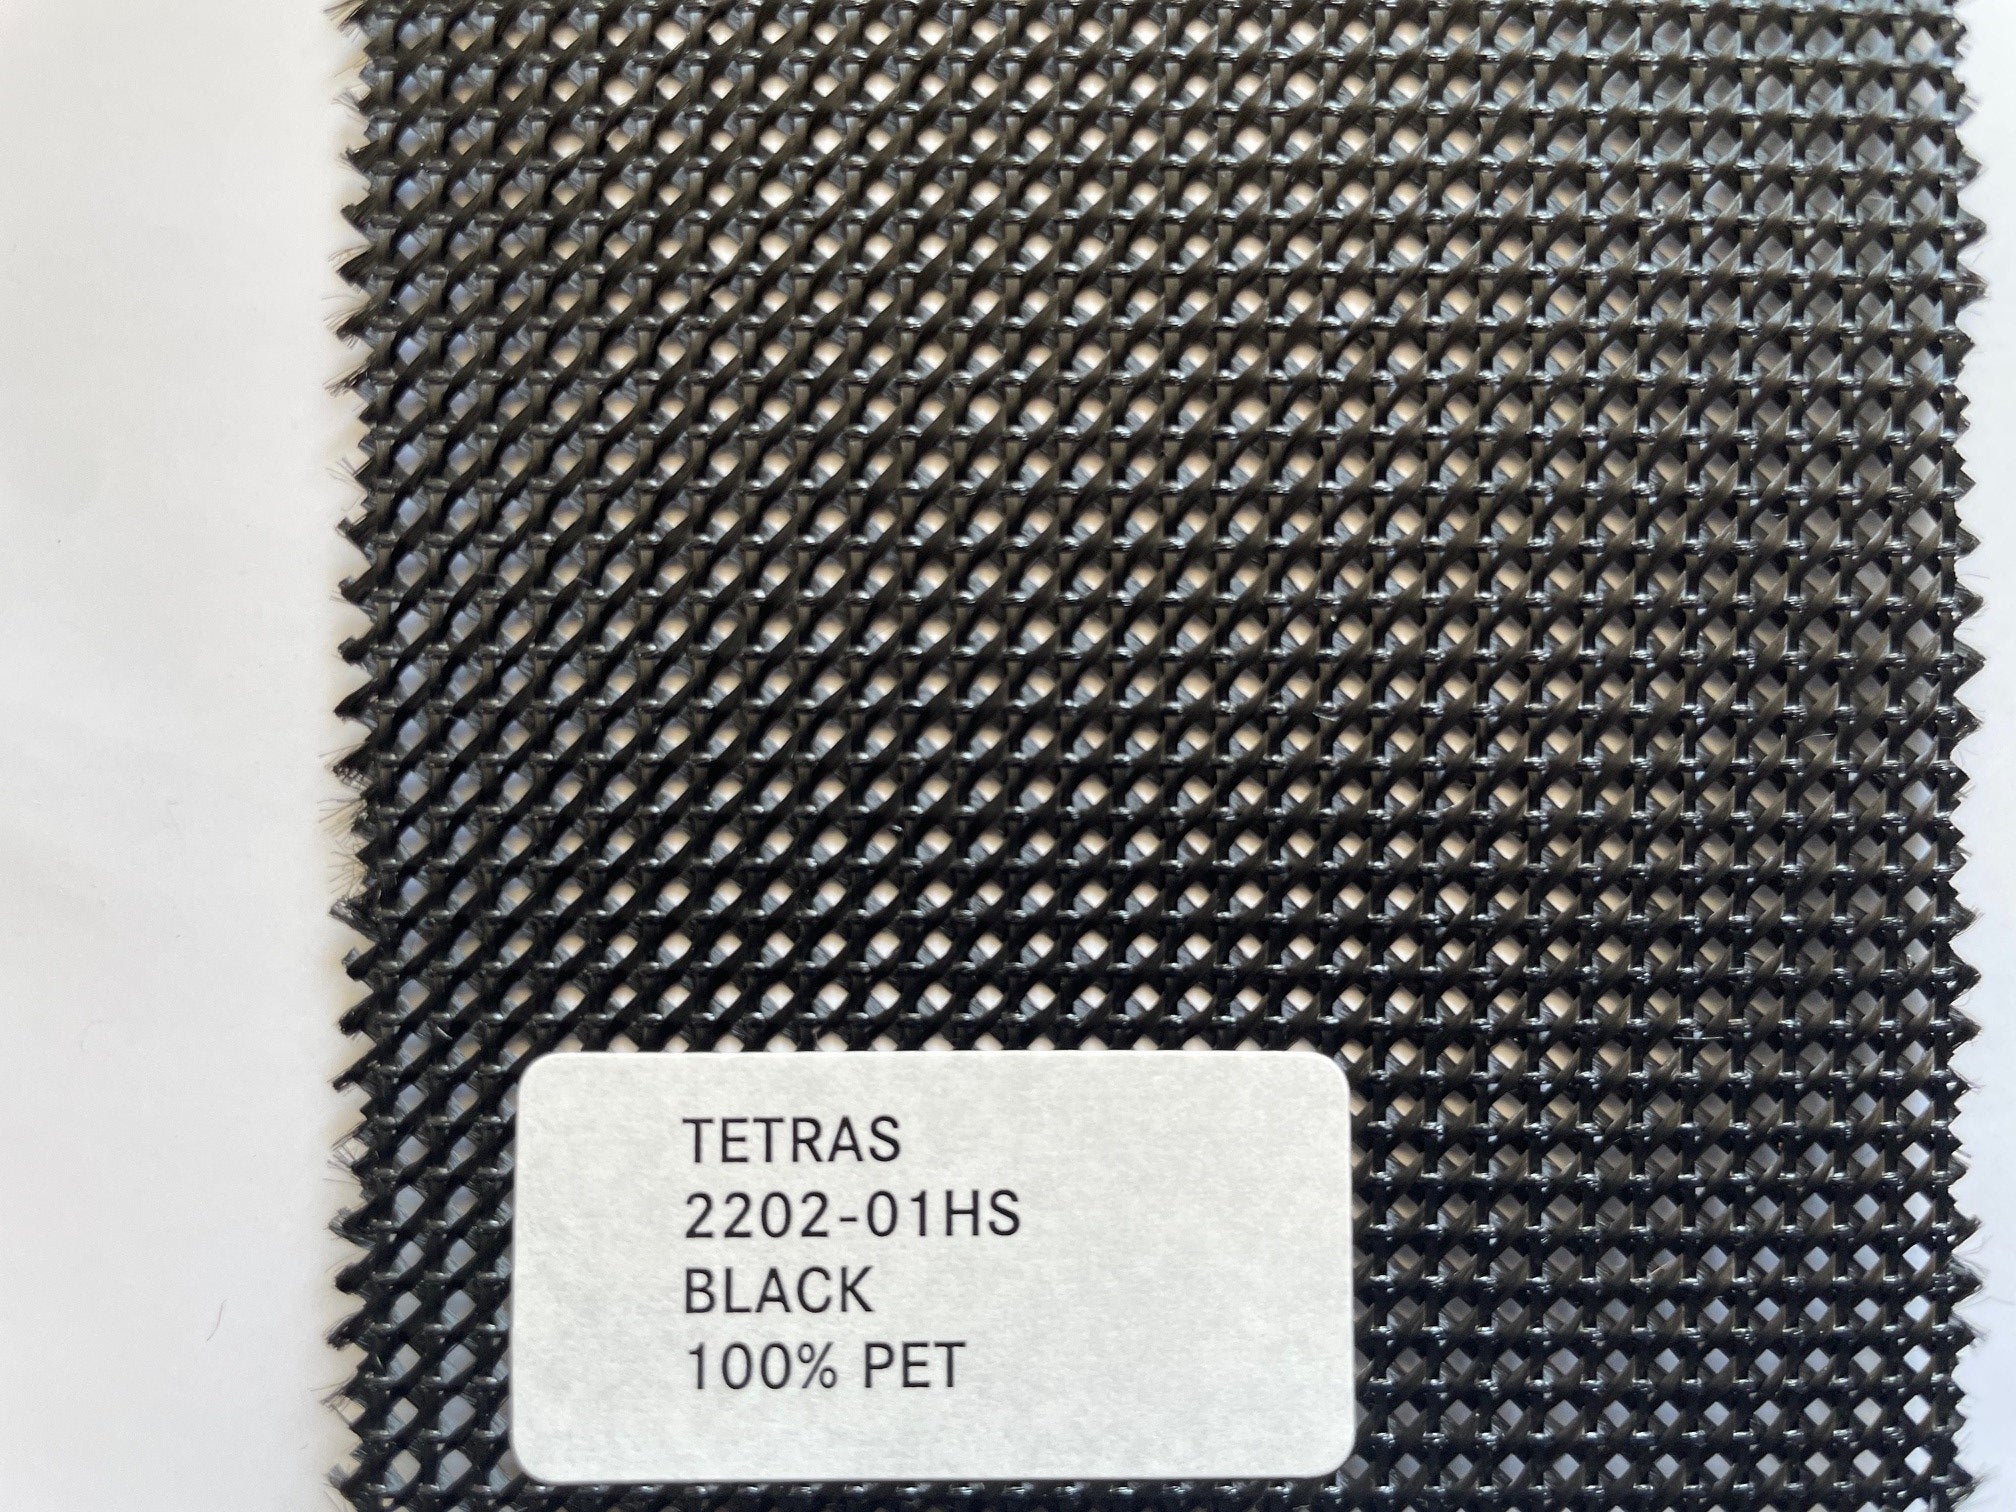 TETRAS
2202-01HS
BLACK
100% PET